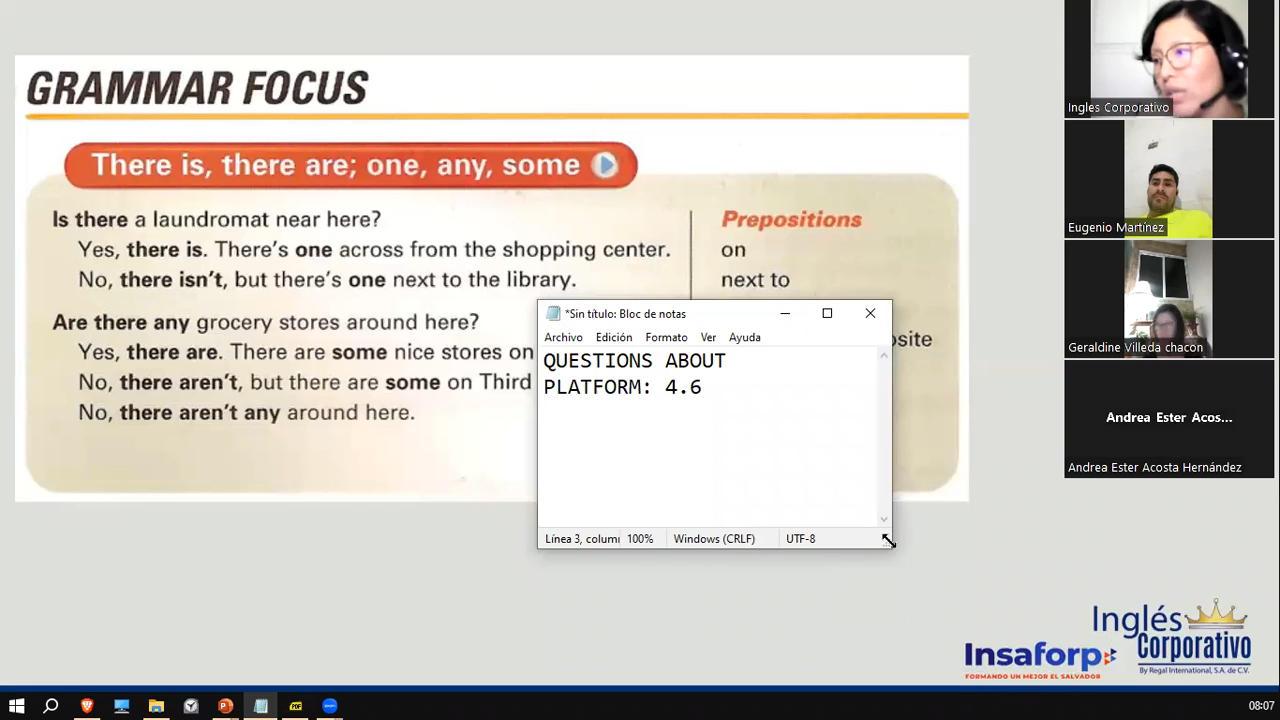 GRAMMAR FOCUS
There is, there are; one, any, some
Is there a laundromat near here?
Yes, there is. There's one across from the shopping center.
No, there isn't, but there's one next to the library.
Are there any grocery stores around here?
Yes, there are. There are some nice stores on
No, there aren't, but there are some on Third
No, there aren't any around here.
Prepositions
on
next to
osite
*Sin título: Bloc de notas
Archivo Edición Formato Ver Ayuda
QUESTIONS ABOUT
PLATFORM: 4.6
Línea 3, column 100% Windows (CRLF) UTF-8
Ingles Corporativo
Eugenio Martínez
Geraldine Villeda chacon
Andrea Ester Acos...
Andrea Ester Acosta Hernández
Inglés
Corporativo
By Regal International, S.A. de C.V.
Insaforp
FORMANDO UN MEJOR EL SALVADOR
08:07